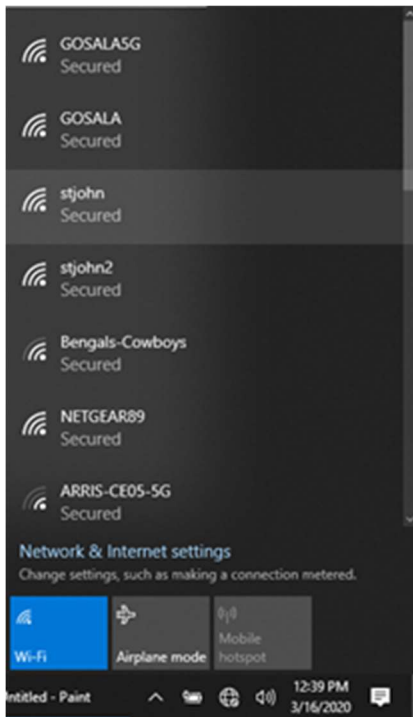 GOSALA5G
Secured
GOSALA
Secured
stjohn
Secured
stjohn2
Secured
Bengals-Cowboys
Secured
NETGEAR89
Secured
ARRIS-CE05-5G
Secured
Network & Internet settings
Change settings, such as making a connection metered.
Wi-Fi
Airplane mode
Mobile
hotspot
ntitled - Paint
12:39 PM
3/16/2020